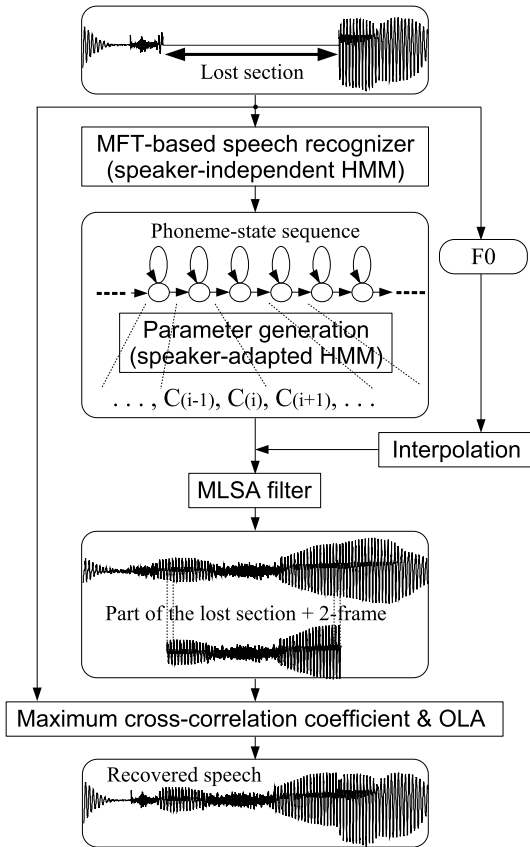 Lost section
MFT-based speech recognizer
(speaker-independent HMM)
Phoneme-state sequence
F0
Parameter generation
(speaker-adapted HMM)
. . . , C(i-1), C(i), C(i+1), . . .
Interpolation
MLSA filter
Part of the lost section + 2-frame
Maximum cross-correlation coefficient & OLA
Recovered speech